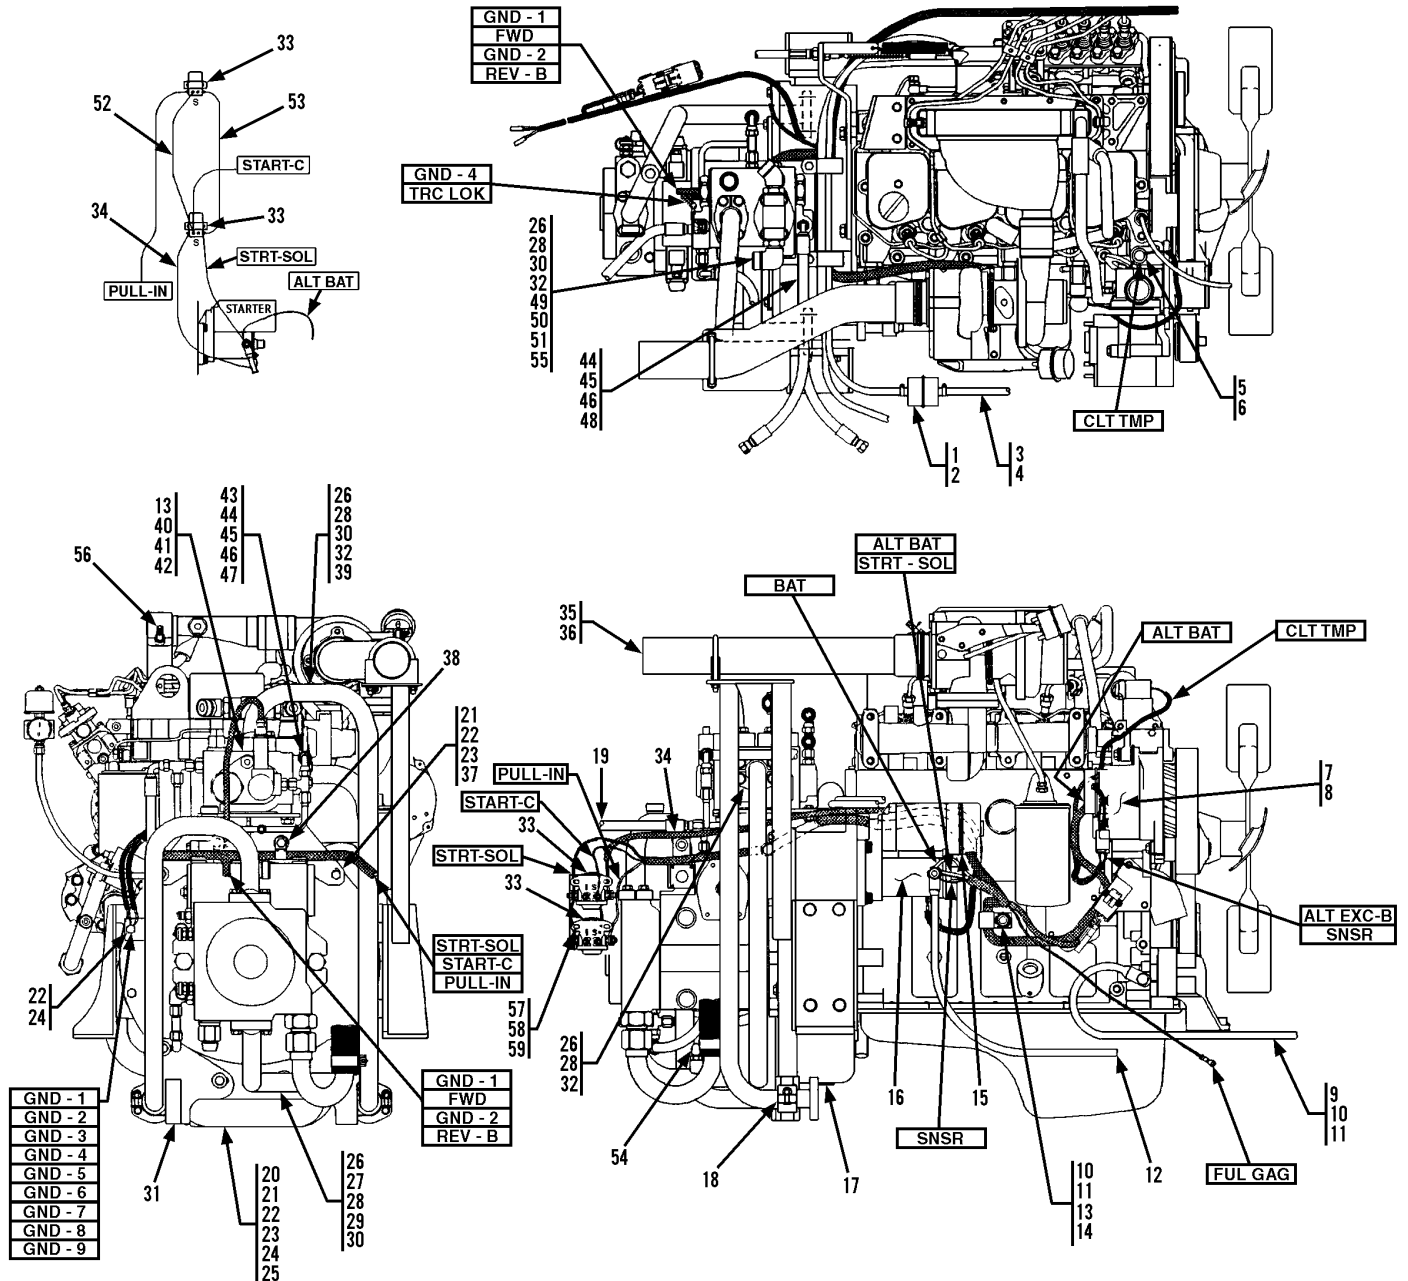 33
52
53
START-C
34
33
STRT-SOL
PULL-IN
ALT BAT
STARTER
S
S
GND - 1
FWD
GND - 2
REV - B
GND - 4
TRC LOK
26
28
30
32
49
50
51
55
44
45
46
48
1
2
3
4
5
6
CLT TMP
13
40
41
42
43
44
45
46
47
26
28
30
32
39
56
38
21
22
23
37
22
24
STRT-SOL
START-C
PULL-IN
GND - 1
GND - 2
GND - 3
GND - 4
GND - 5
GND - 6
GND - 7
GND - 8
GND - 9
31
20
21
22
23
24
25
26
27
28
29
30
GND - 1
FWD
GND - 2
REV - B
ALT BAT
STRT - SOL
BAT
35
36
ALT BAT
CLT TMP
19
34
PULL-IN
START-C
33
STRT-SOL
33
I S
I S
7
8
ALT EXC-B
SNSR
57
58
59
26
28
32
54
18
17
16
15
SNSR
10
11
13
14
12
FUL GAG
9
10
11